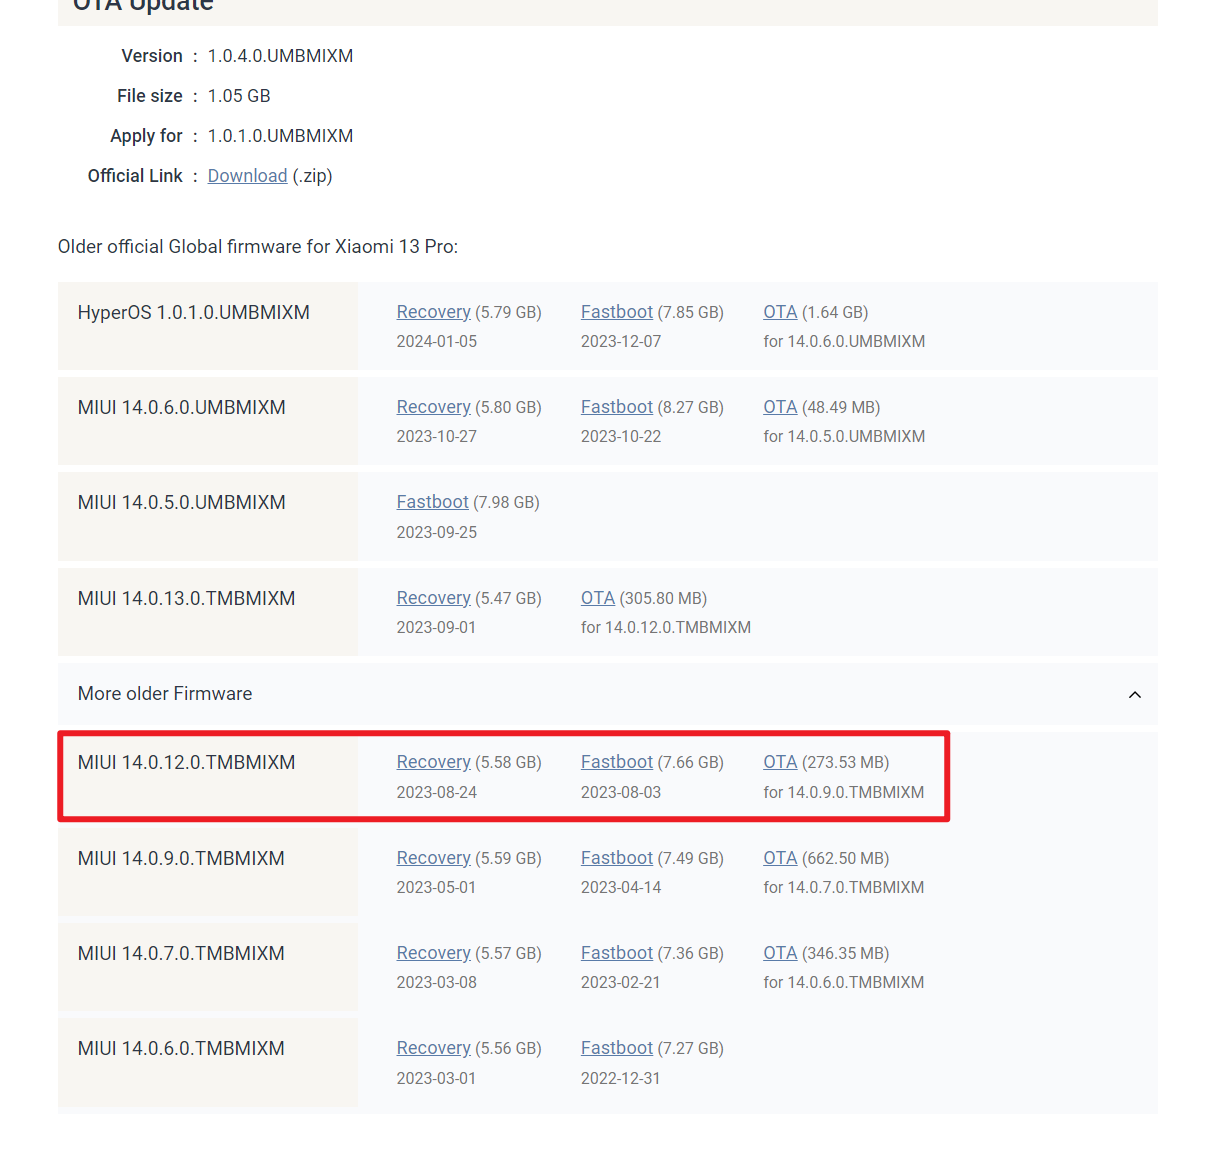 OTA Update
Version : 1.0.4.0.UMBMIXM
File size : 1.05 GB
Apply for : 1.0.1.0.UMBMIXM
Official Link : Download (.zip)
Older official Global firmware for Xiaomi 13 Pro:
HyperOS 1.0.1.0.UMBMIXM Recovery (5.79 GB) Fastboot (7.85 GB) OTA (1.64 GB)
2024-01-05 2023-12-07 for 14.0.6.0.UMBMIXM
MIUI 14.0.6.0.UMBMIXM Recovery (5.80 GB) Fastboot (8.27 GB) OTA (48.49 MB)
2023-10-27 2023-10-22 for 14.0.5.0.UMBMIXM
MIUI 14.0.5.0.UMBMIXM Fastboot (7.98 GB)
2023-09-25
MIUI 14.0.13.0.TMBMIXM Recovery (5.47 GB) OTA (305.80 MB)
2023-09-01 for 14.0.12.0.TMBMIXM
More older Firmware
MIUI 14.0.12.0.TMBMIXM Recovery (5.58 GB) Fastboot (7.66 GB) OTA (273.53 MB)
2023-08-24 2023-08-03 for 14.0.9.0.TMBMIXM
MIUI 14.0.9.0.TMBMIXM Recovery (5.59 GB) Fastboot (7.49 GB) OTA (662.50 MB)
2023-05-01 2023-04-14 for 14.0.7.0.TMBMIXM
MIUI 14.0.7.0.TMBMIXM Recovery (5.57 GB) Fastboot (7.36 GB) OTA (346.35 MB)
2023-03-08 2023-02-21 for 14.0.6.0.TMBMIXM
MIUI 14.0.6.0.TMBMIXM Recovery (5.56 GB) Fastboot (7.27 GB)
2023-03-01 2022-12-31